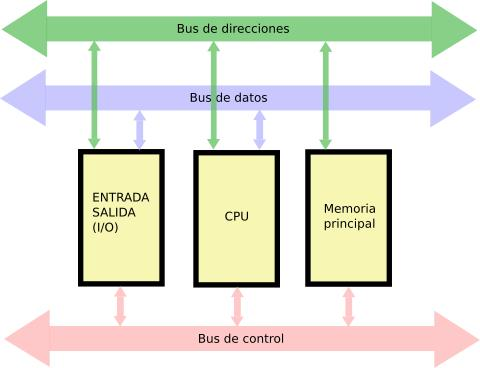 Bus de direcciones
Bus de datos
ENTRADA
SALIDA
(I/O)
CPU
Memoria
principal
Bus de control